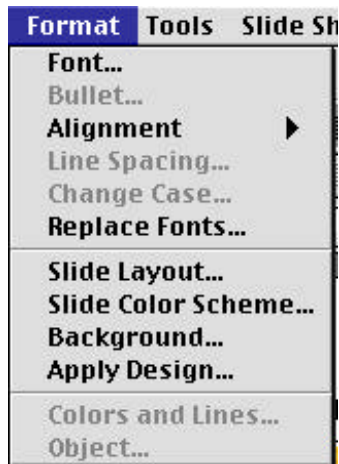 Format Tools Slide Sh
Font...
Bullet...
Alignment
Line Spacing...
Change Case...
Replace Fonts...
Slide Layout...
Slide Color Scheme...
Background...
Apply Design...
Colors and Lines...
Object...